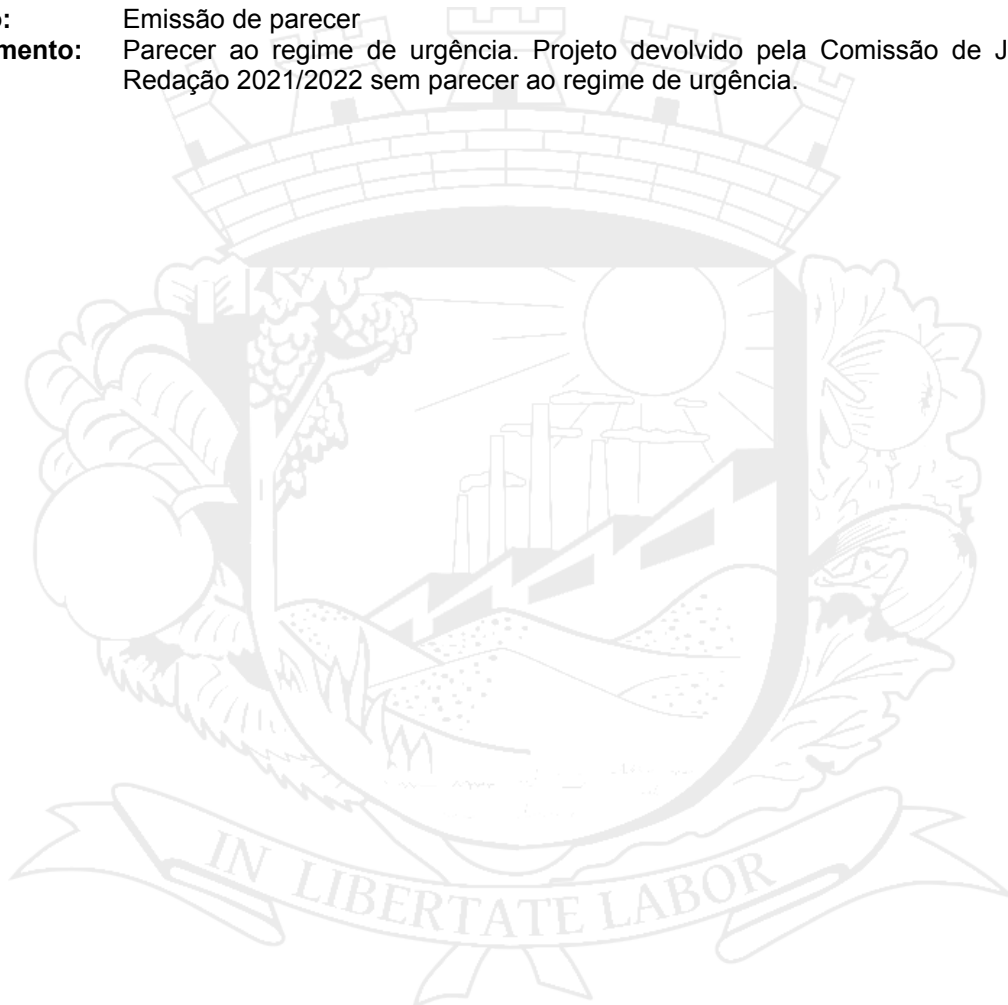 o: Emissão de parecer
mento: Parecer ao regime de urgência. Projeto devolvido pela Comissão de J
Redação 2021/2022 sem parecer ao regime de urgência.
IN LIBERTATE LABOR